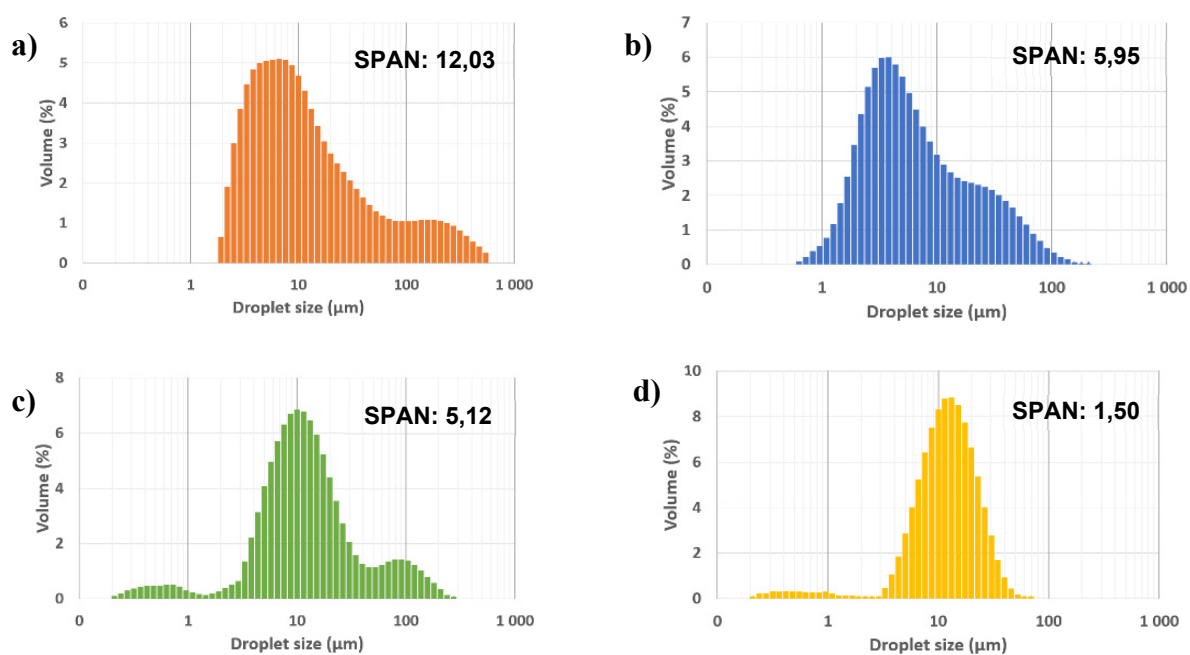 a)
SPAN: 12,03
Volume (%)
6
5
4
3
2
1
0
0 1 10 100 1 000
Droplet size (µm)
b)
SPAN: 5,95
Volume (%)
7
6
5
4
3
2
1
0
0 1 10 100 1 000
Droplet size (µm)
c)
SPAN: 5,12
Volume (%)
8
6
4
2
0
0 1 10 100 1 000
Droplet size (µm)
d)
SPAN: 1,50
Volume (%)
10
8
6
4
2
0
0 1 10 100 1 000
Droplet size (µm)